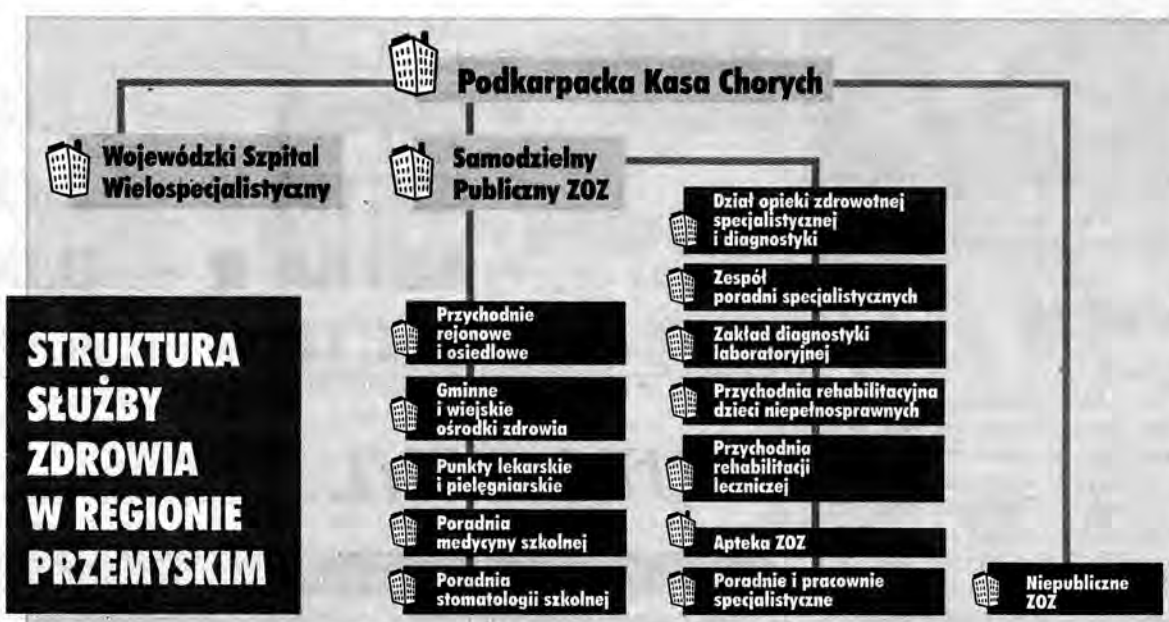 Podkarpacka Kasa Chorych
Wojewódzki Szpital
Wielospecjalistyczny
Samodzielny
Publiczny ZOZ
STRUKTURA
SŁUŻBY
ZDROWIA
W REGIONIE
PRZEMYSKIM
Przychodnie
rejonowe
i osiedlowe
Gminne
i wiejskie
ośrodki zdrowia
Punkty lekarskie
i pielęgniarskie
Poradnia
medycyny szkolnej
Poradnia
stomatologii szkolnej
Dział opieki zdrowotnej
specjalistycznej
i diagnostyki
Zespół
poradni specjalistycznych
Zakład diagnostyki
laboratoryjnej
Przychodnia rehabilitacyjna
dzieci niepełnosprawnych
Przychodnia
rehabilitacji
leczniczej
Apteka ZOZ
Poradnie i pracownie
specjalistyczne
Niepubliczne
ZOZ